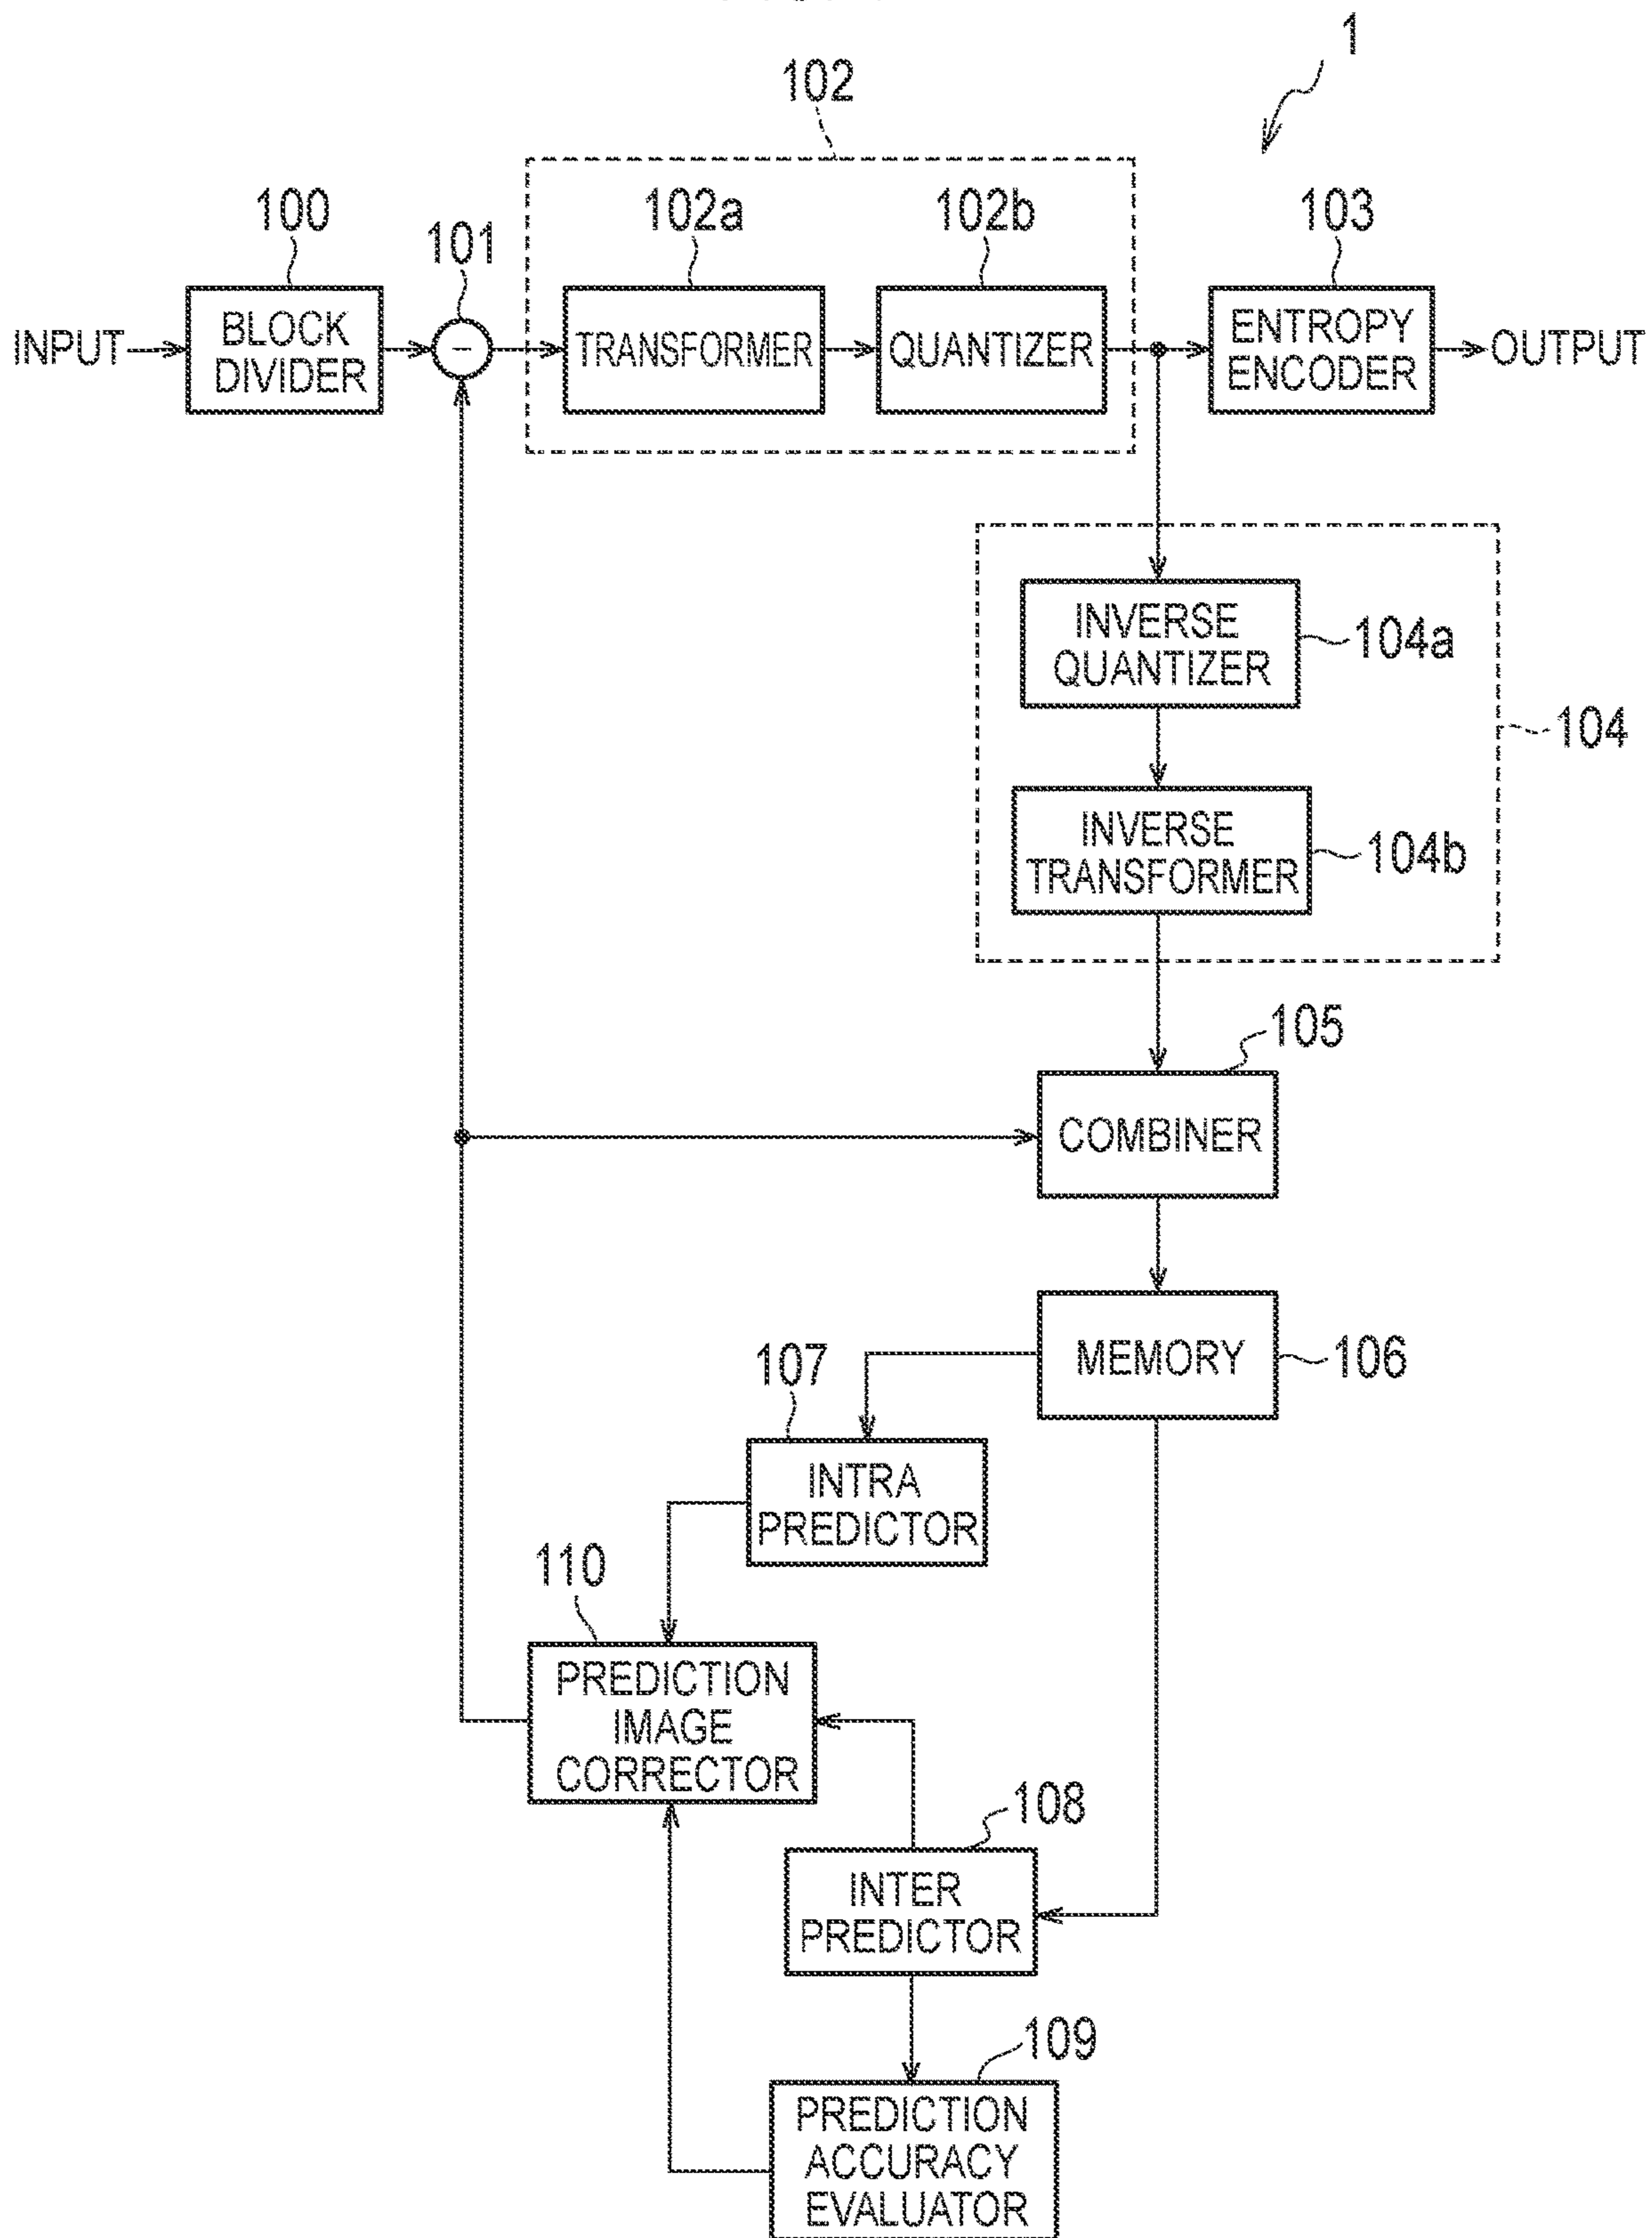 1
102
100
101
102a
102b
103
INPUT
BLOCK
DIVIDER
−
TRANSFORMER
QUANTIZER
ENTROPY
ENCODER
OUTPUT
INVERSE
QUANTIZER
104a
104
INVERSE
TRANSFORMER
104b
105
COMBINER
MEMORY
106
107
INTRA
PREDICTOR
110
PREDICTION
IMAGE
CORRECTOR
108
INTER
PREDICTOR
109
PREDICTION
ACCURACY
EVALUATOR